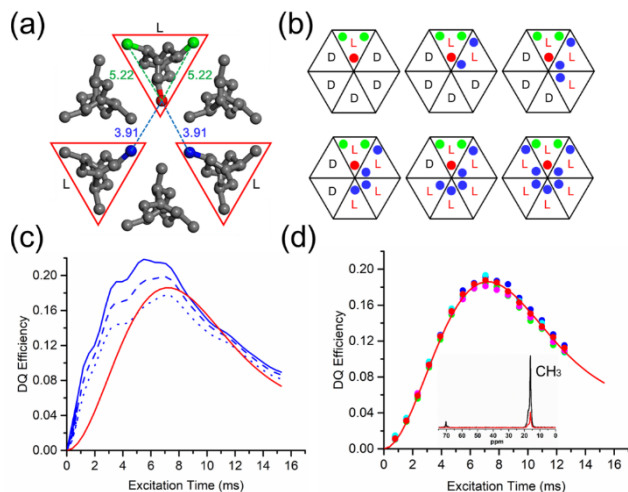 (a)
L
5.22 5.22
3.91 3.91
L L
(b)
L
D D
D D
D
L
D L
D D
D
L
D L
D L
D
L
D L
D L
L
L
D L
L L
L
L
L L
L L
L
(c)
DQ Efficiency
0.20
0.16
0.12
0.08
0.04
0.00
0 2 4 6 8 10 12 14 16
Excitation Time (ms)
(d)
DQ Efficiency
0.20
0.16
0.12
0.08
0.04
0.00
CH₃
70 60 50 40 30 20 10 0
ppm
0 2 4 6 8 10 12 14 16
Excitation Time (ms)